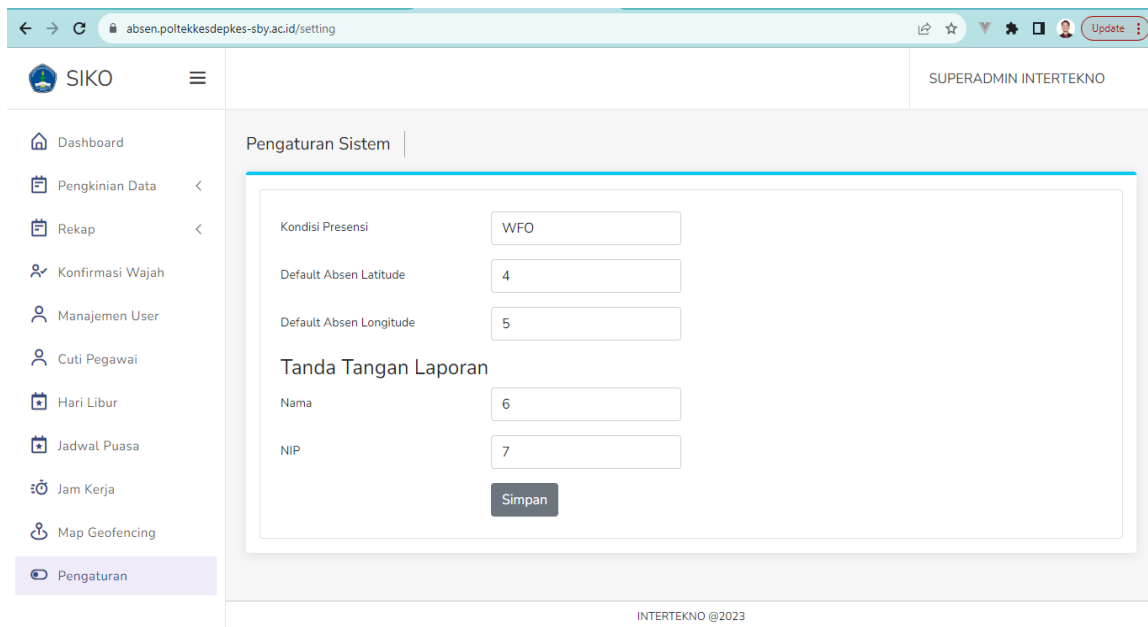 absen.poltekkesdepkes-sby.ac.id/setting
Update
SIKO
SUPERADMIN INTERTEKNO
Dashboard
Pengkinian Data
Rekap
Konfirmasi Wajah
Manajemen User
Cuti Pegawai
Hari Libur
Jadwal Puasa
Jam Kerja
Map Geofencing
Pengaturan
Pengaturan Sistem
Kondisi Presensi WFO
Default Absen Latitude 4
Default Absen Longitude 5
Tanda Tangan Laporan
Nama 6
NIP 7
Simpan
INTERTEKNO @2023